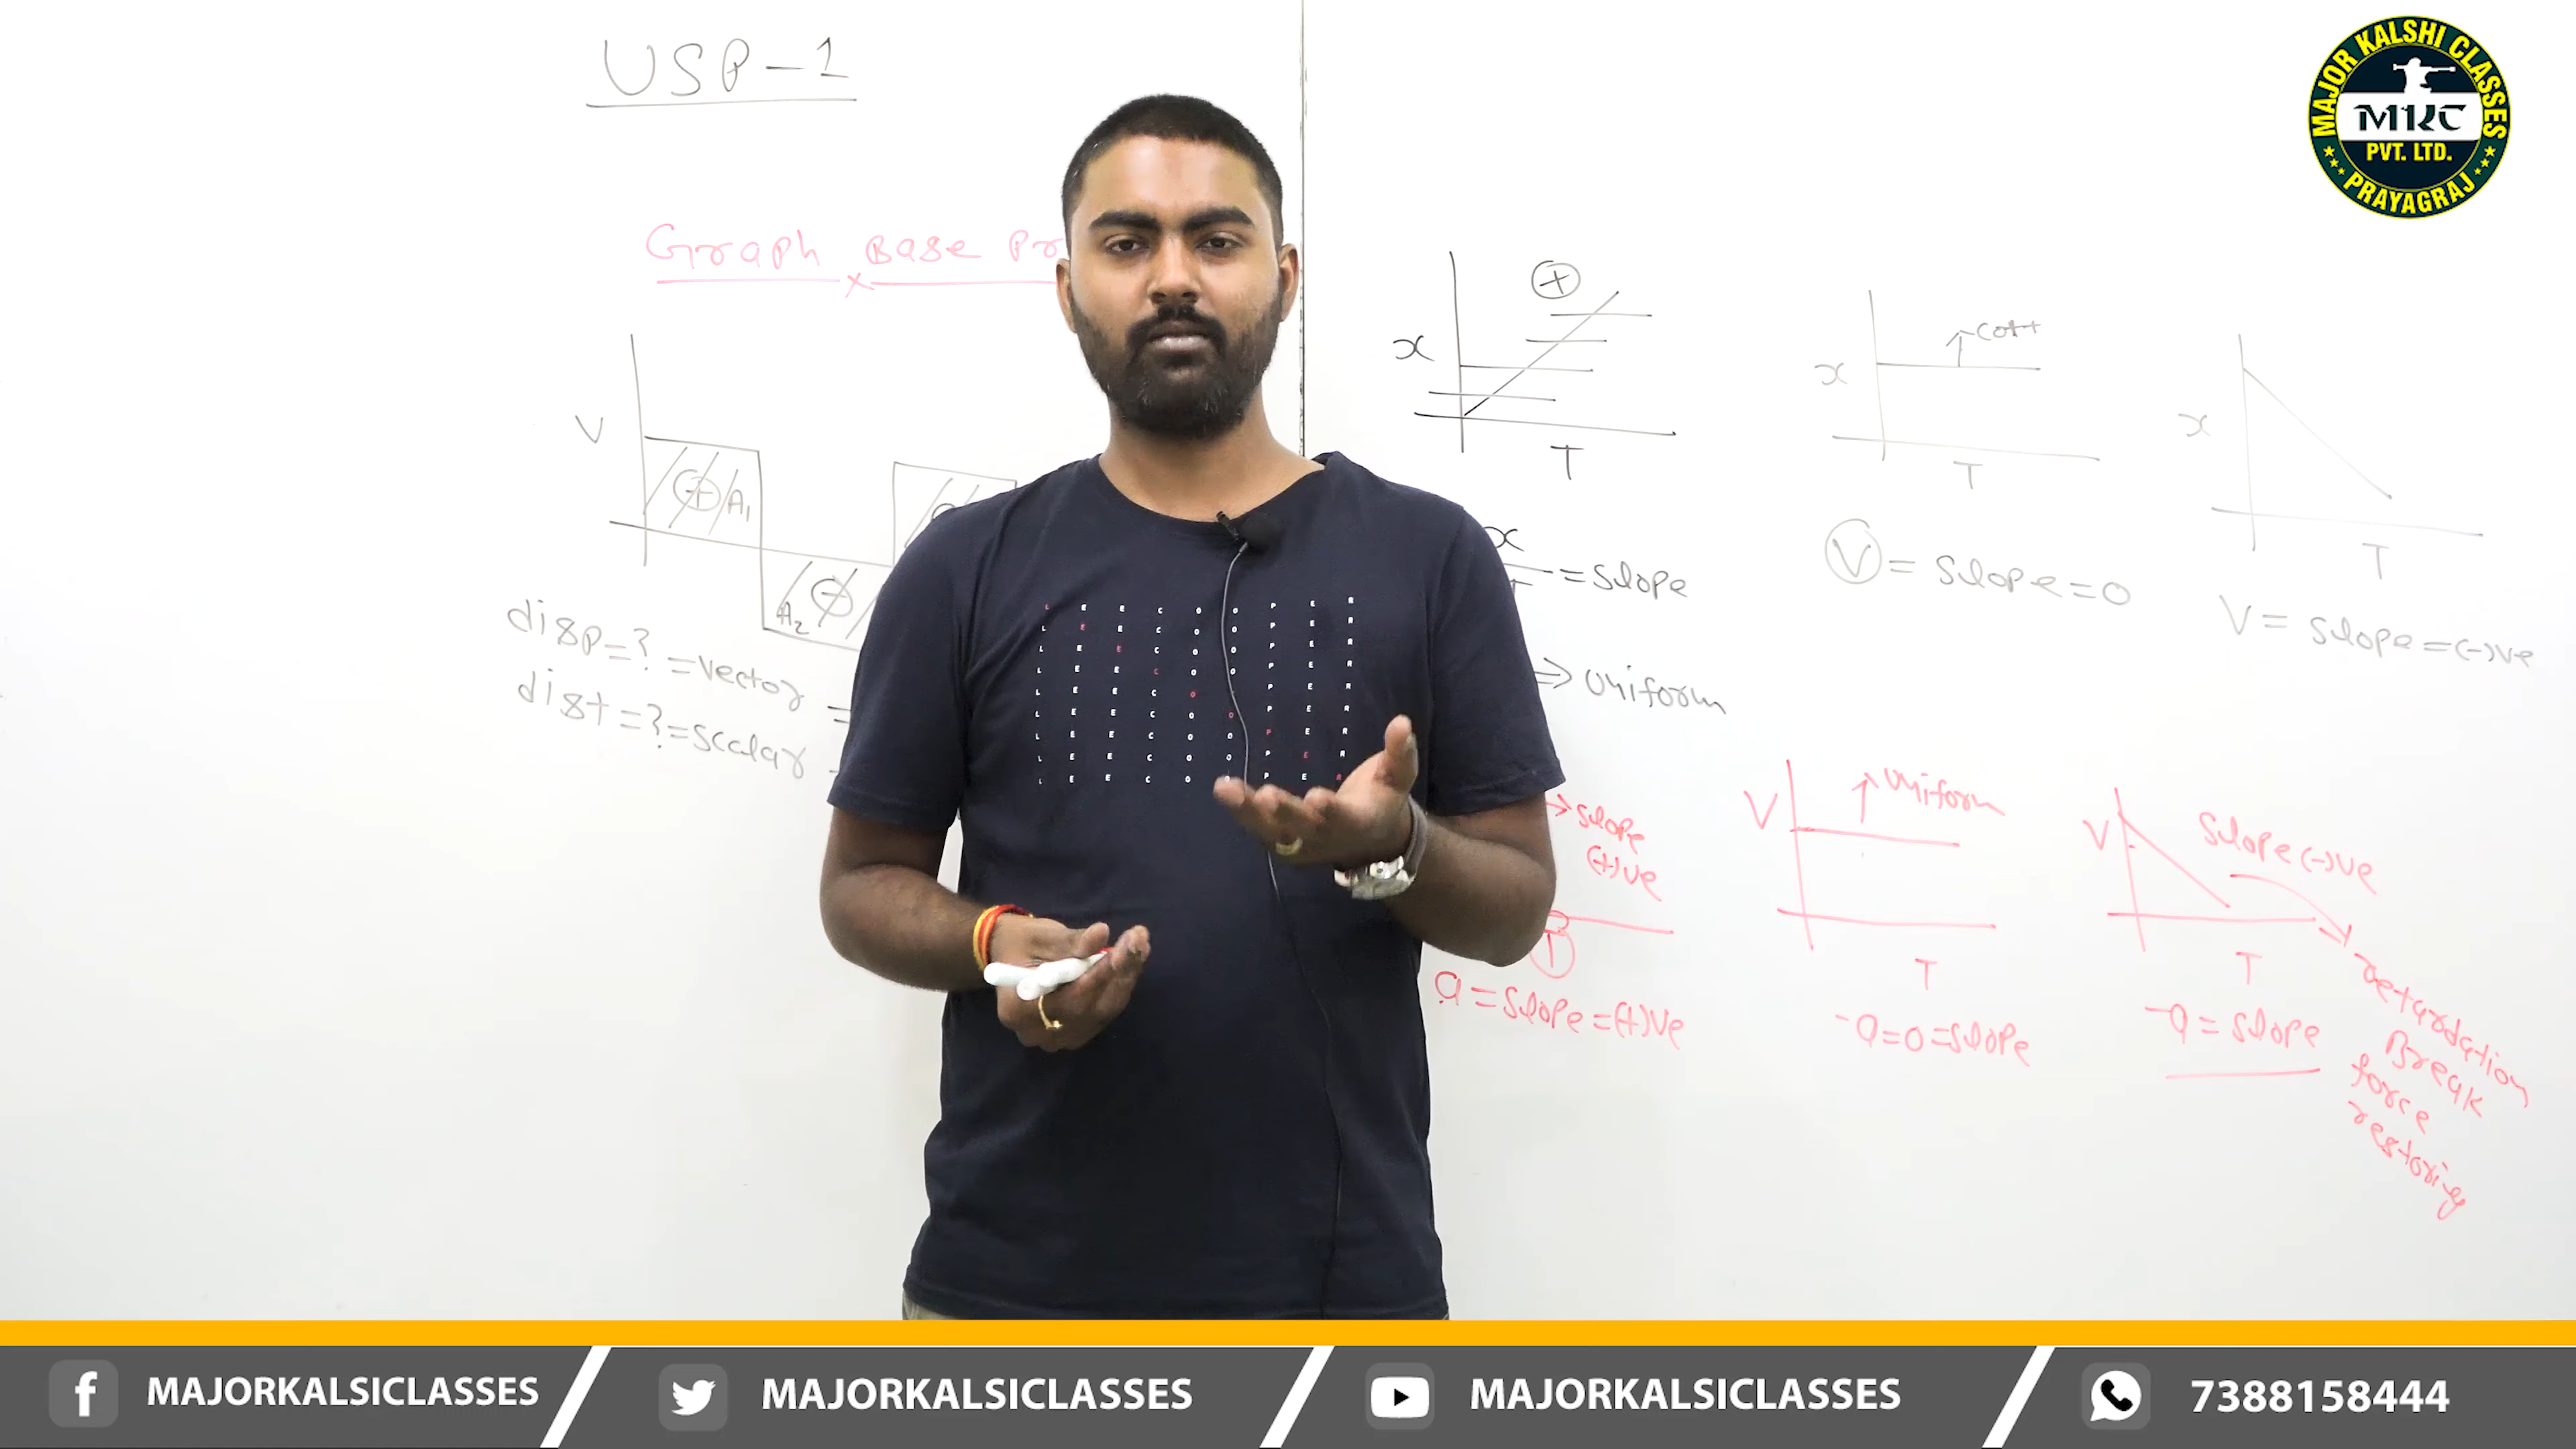 USP-1
MAJOR KALSHI CLASSES
MKC
PVT. LTD.
PRAYAGRAJ
Graph Base Pr
V
+ A1
- A2
disp=? =vector =
dist=?=scalar
+
x
T
x
=slope
⇒ Uniform
x
T
V = slope=0
x
T
V= slope=(-)ve
→slope
(+)ve
T
a=slope=(+)ve
V
Uniform
T
-a=0=slope
V
slope(-)ve
T
-a= slope
retardation
Break
force
restoring
L E E C O O P E R
L E E C O O P E R
L E E C O O P E R
L E E C O O P E R
L E E C O O P E R
L E E C O O P E R
L E E C O O P E R
L E E C O O P E R
L E E C O O P E R
MAJORKALSICLASSES
MAJORKALSICLASSES
MAJORKALSICLASSES
7388158444